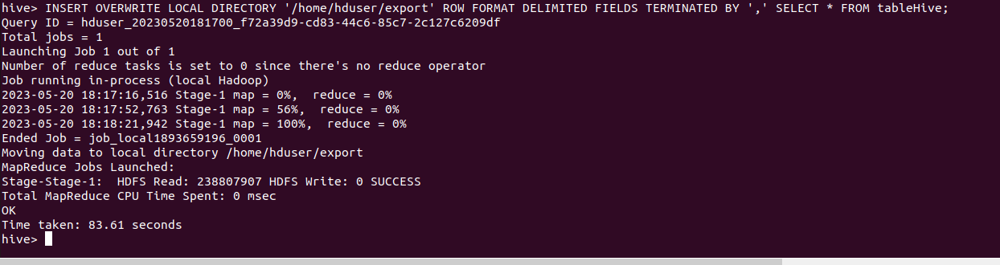 hive> INSERT OVERWRITE LOCAL DIRECTORY '/home/hduser/export' ROW FORMAT DELIMITED FIELDS TERMINATED BY ',' SELECT * FROM tableHive;
Query ID = hduser_20230520181700_f72a39d9-cd83-44c6-85c7-2c127c6209df
Total jobs = 1
Launching Job 1 out of 1
Number of reduce tasks is set to 0 since there's no reduce operator
Job running in-process (local Hadoop)
2023-05-20 18:17:16,516 Stage-1 map = 0%,  reduce = 0%
2023-05-20 18:17:52,763 Stage-1 map = 56%,  reduce = 0%
2023-05-20 18:18:21,942 Stage-1 map = 100%,  reduce = 0%
Ended Job = job_local1893659196_0001
Moving data to local directory /home/hduser/export
MapReduce Jobs Launched:
Stage-Stage-1:  HDFS Read: 238807907 HDFS Write: 0 SUCCESS
Total MapReduce CPU Time Spent: 0 msec
OK
Time taken: 83.61 seconds
hive>